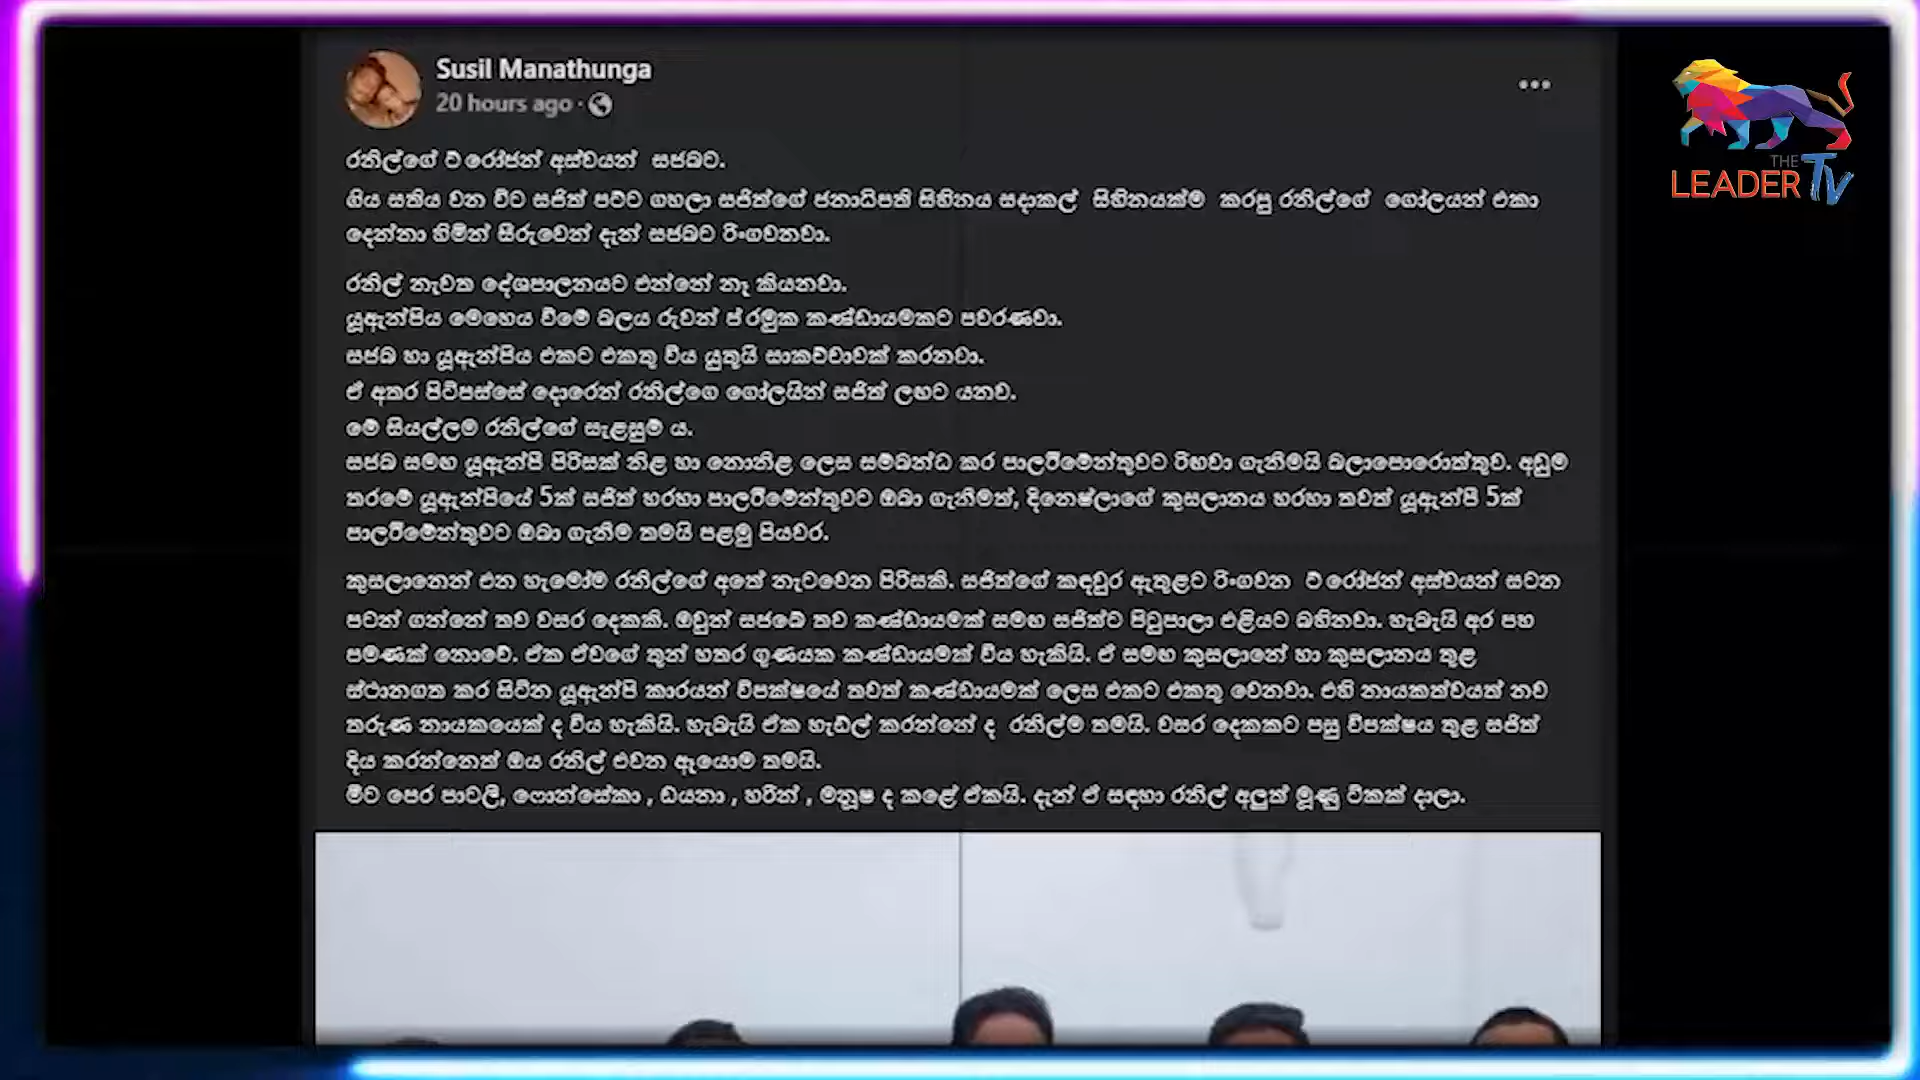 Susil Manathunga
20 hours ago ·
THE
LEADER TV
රනිල්ගේ ට්‍රෝජන් අස්වයන් සජබට.
ගිය සතිය වන විට සජිත් පට්ට ගහලා සජිත්ගේ ජනාධිපති සිහිනය සදාකල් සිහිනයක්ම කරපු රනිල්ගේ ගෝලයන් එකා
දෙන්නා හිමින් සීරුවෙන් දැන් සජබට රිංගවනවා.
රනිල් නැවත දේශපාලනයට එන්නේ නෑ කියනවා.
යූඇන්පිය මෙහෙය වීමේ බලය රුවන් ප්‍රමුක කණ්ඩායමකට පවරණවා.
සජබ හා යූඇන්පිය එකට එකතු විය යුතුයි සාකච්චාවක් කරනවා.
ඒ අතර පිටිපස්සේ දොරෙන් රනිල්ගෙ ගෝලයින් සජිත් ලඟට යනව.
මේ සියල්ලම රනිල්ගේ සැළසුම් ය.
සජබ සමඟ යූඇන්පි පිරිසක් නිළ හා නොනිළ ලෙස සම්බන්ධ කර පාලර්මේන්තුවට රිඟවා ගැනිමයි බලාපොරොත්තුව. අඩුම
තරමේ යූඇන්පියේ 5ක් සජිත් හරහා පාලර්මේන්තුවට ඔබා ගැනීමත්, දිනෙෂ්ලාගේ කුසලානය හරහා තවත් යූඇන්පි 5ක්
පාලර්මේන්තුවට ඔබා ගැනිම තමයි පළමු පියවර.
කුසලානෙන් එන හැමෝම රනිල්ගේ අතේ නැටවෙන පිරිසකි. සජිත්ගේ කඳවුර ඇතුළට රිංගවන ට්‍රෝජන් අස්වයන් සටන
පටන් ගන්නේ තව වසර දෙකකි. ඔවුන් සජබේ තව කණ්ඩායමක් සමඟ සජිත්ට පිටුපාලා එළියට බහිනවා. හැබැයි අර පහ
පමණක් නොවේ. ඒක ඒවගේ තුන් හතර ගුණයක කණ්ඩායමක් විය හැකියි. ඒ සමඟ කුසලානේ හා කුසලානය තුළ
ස්ථානගත කර සිටින යූඇන්පි කාරයන් විපක්ෂයේ තවත් කණ්ඩායමක් ලෙස එකට එකතු වෙනවා. එහි නායකත්වයත් නව
තරුණ නායකයෙක් ද විය හැකියි. හැබැයි ඒක හැඩ්ල් කරන්නේ ද රනිල්ම තමයි. වසර දෙකකට පසු විපක්ෂය තුළ සජිත්
දිය කරන්නෙත් ඔය රනිල් එවන ඈයොම තමයි.
මීට පෙර පාටලී, ෆොන්සේකා , ඩයනා , හරීන් , මනූෂ ද කළේ ඒකයි. දැන් ඒ සඳහා රනිල් අලුත් මූණු ටිකක් දාලා.